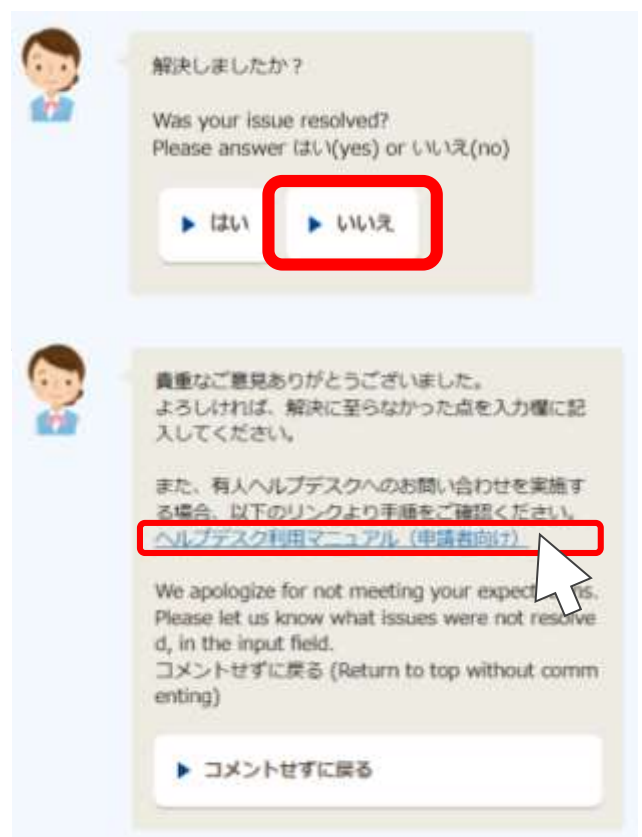 解決しましたか？
Was your issue resolved?
Please answer はい(yes) or いいえ(no)
はい
いいえ
貴重なご意見ありがとうございました。
よろしければ、解決に至らなかった点を入力欄に記
入してください。
また、有人ヘルプデスクへのお問い合わせを実施す
る場合、以下のリンクより手順をご確認ください。
ヘルプデスク利用マニュアル（申請者向け）
We apologize for not meeting your expectations.
Please let us know what issues were not resolve
d, in the input field.
コメントせずに戻る (Return to top without comm
enting)
コメントせずに戻る